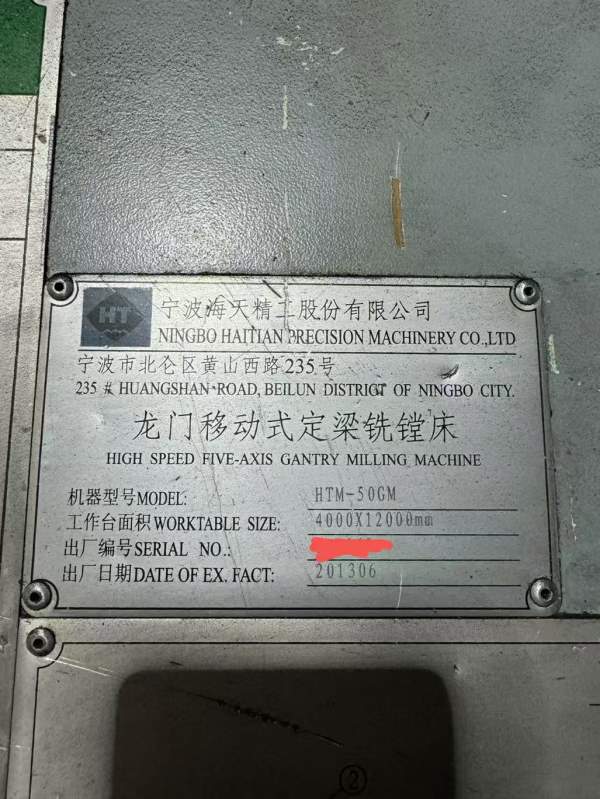 HT
宁波海天精工股份有限公司
NINGBO HAITIAN PRECISION MACHINERY CO.,LTD
宁波市北仑区黄山西路235号
235 # HUANGSHAN ROAD, BEILUN DISTRIGT OF NINGBO CITY.
龙门移动式定梁铣镗床
HIGH SPEED FIVE-AXIS GANTRY MILLING MACHINE
机器型号MODEL: HTM-50GM
工作台面积WORKTABLE SIZE: 4000X12000mm
出厂编号SERIAL NO.:
出厂日期DATE OF EX. FACT: 201306
②